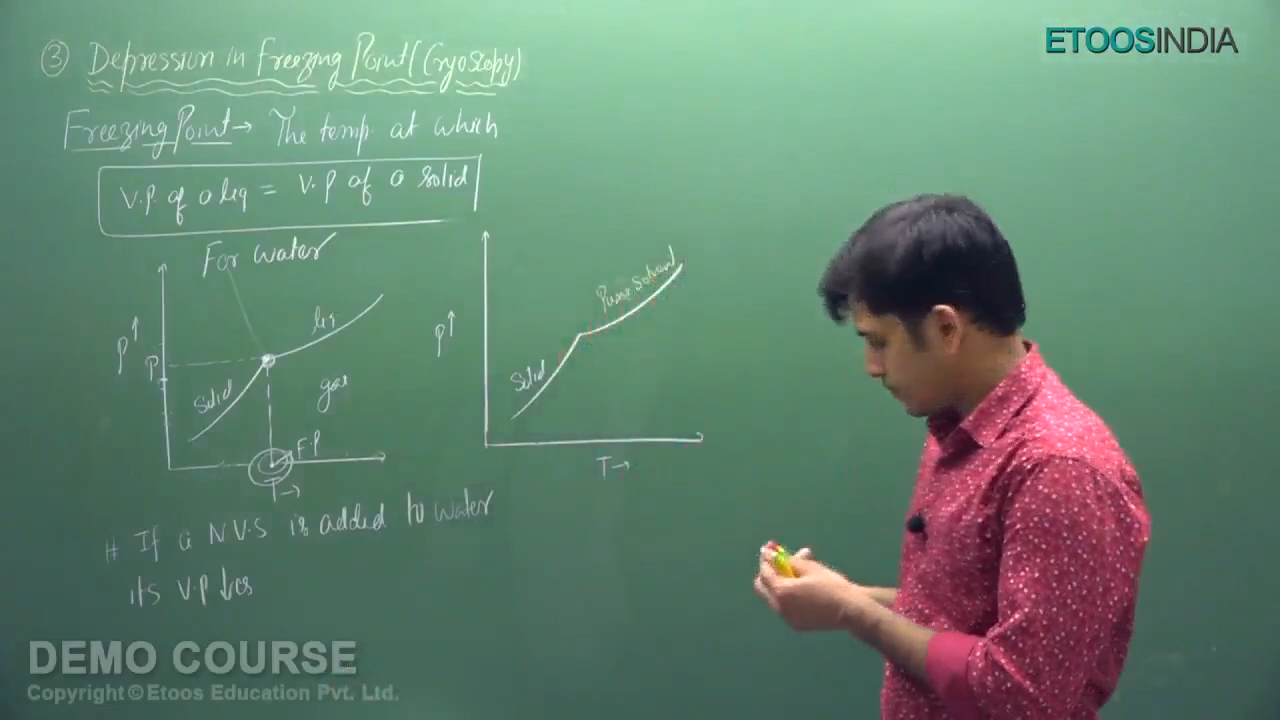 ETOOSINDIA
③ Depression in Freezing Point (Cryoscopy)
Freezing Point → The temp. at which
V.P. of a liq = V.P of a solid
For water
P↑
P
Solid
liq
gas
F.P
T→
P↑
Solid
Pure Solvent
T→
# If a N.V.S is added to water
its V.P ↓es
DEMO COURSE
Copyright © Etoos Education Pvt. Ltd.